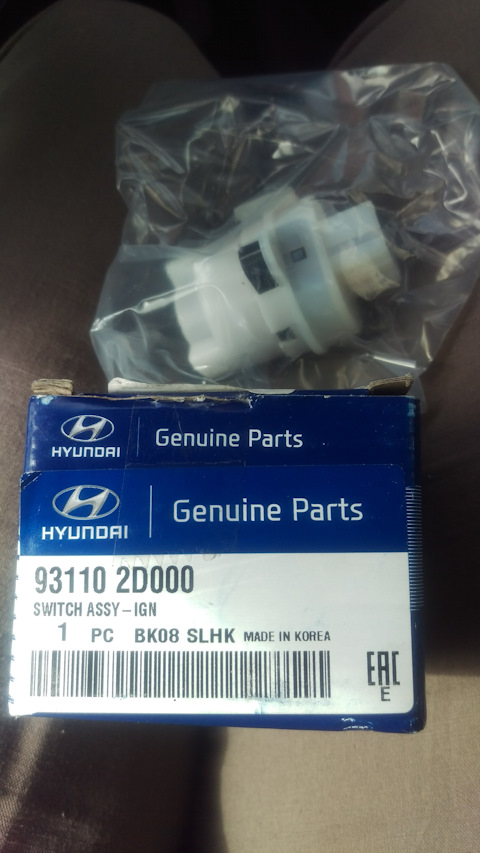 HYUNDAI
Genuine Parts
HYUNDAI
Genuine Parts
93110 2D000
SWITCH ASSY-IGN
1 PC BK08 SLHK MADE IN KOREA
EAC
E